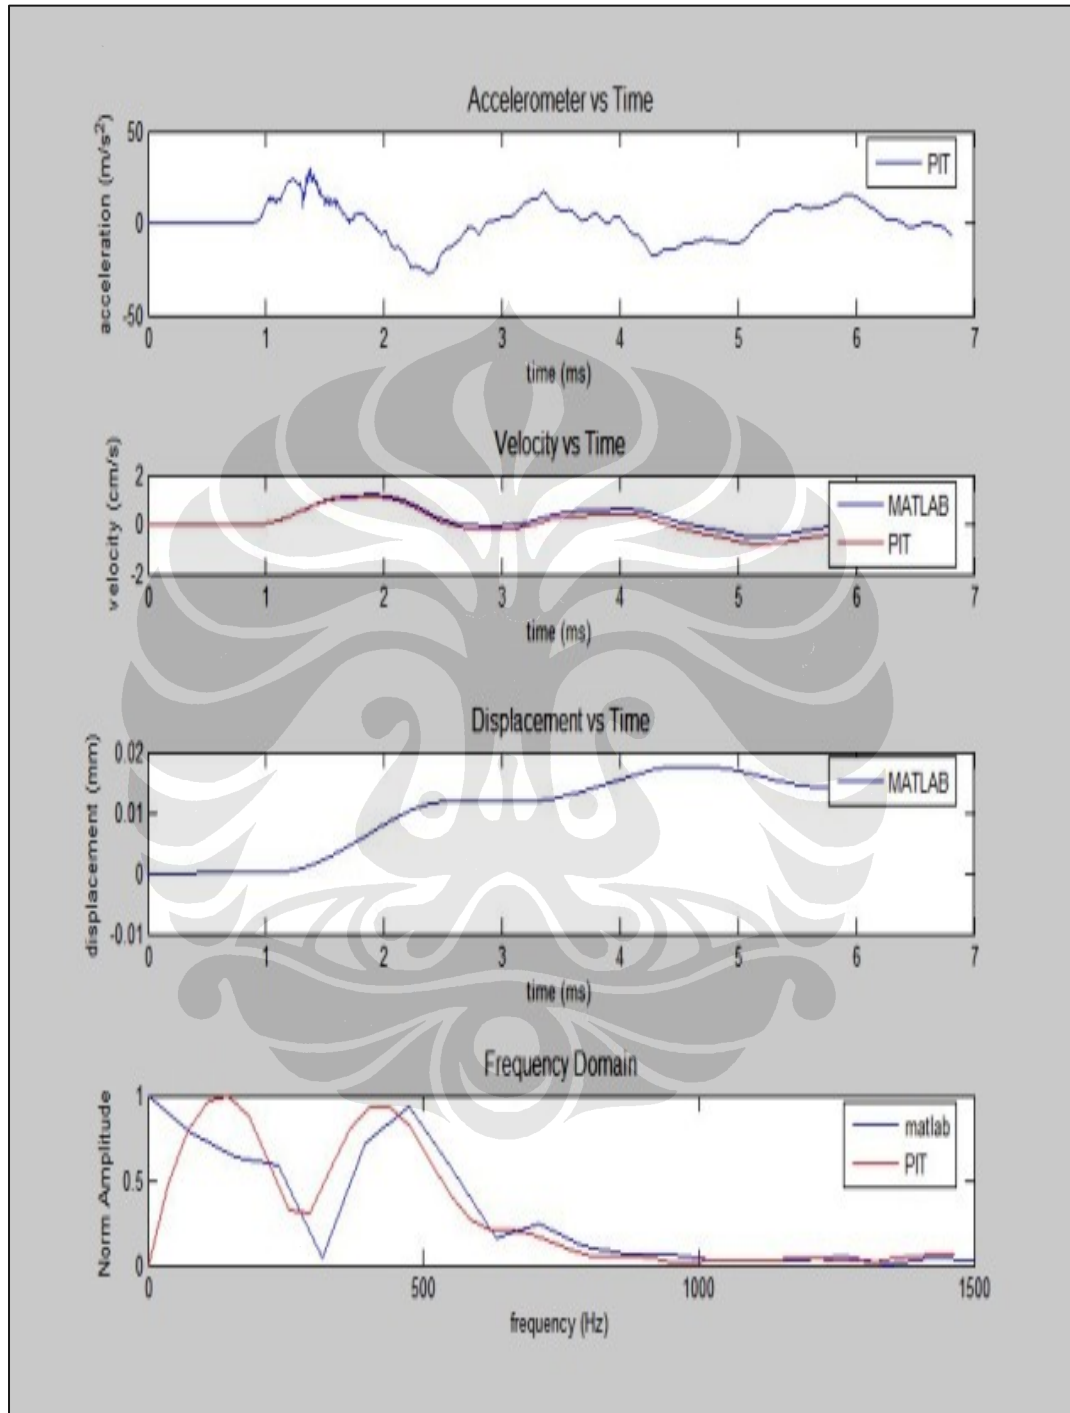 Accelerometer vs Time
acceleration (m/s²)
50
0
-50
PIT
0 1 2 3 4 5 6 7
time (ms)
Velocity vs Time
velocity (cm/s)
2
0
-2
MATLAB
PIT
0 1 2 3 4 5 6 7
time (ms)
Displacement vs Time
displacement (mm)
0.02
0.01
0
-0.01
MATLAB
0 1 2 3 4 5 6 7
time (ms)
Frequency Domain
Norm Amplitude
1
0.5
0
matlab
PIT
0 500 1000 1500
frequency (Hz)